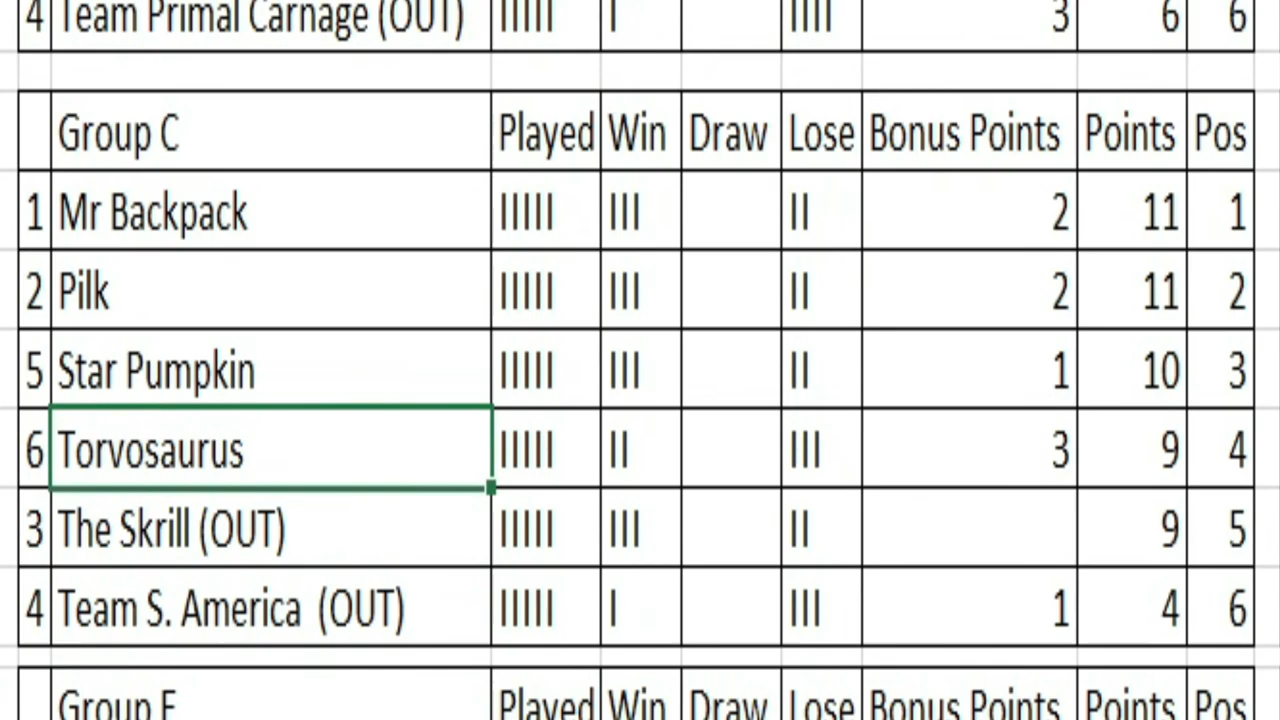 4 Team Primal Carnage (OUT) IIIII I IIII 3 6 6
Group C Played Win Draw Lose Bonus Points Points Pos
1 Mr Backpack IIIII III II 2 11 1
2 Pilk IIIII III II 2 11 2
5 Star Pumpkin IIIII III II 1 10 3
6 Torvosaurus IIIII II III 3 9 4
3 The Skrill (OUT) IIIII III II 9 5
4 Team S. America (OUT) IIIII I III 1 4 6
Played Win Draw Lose Bonus Points Points Pos